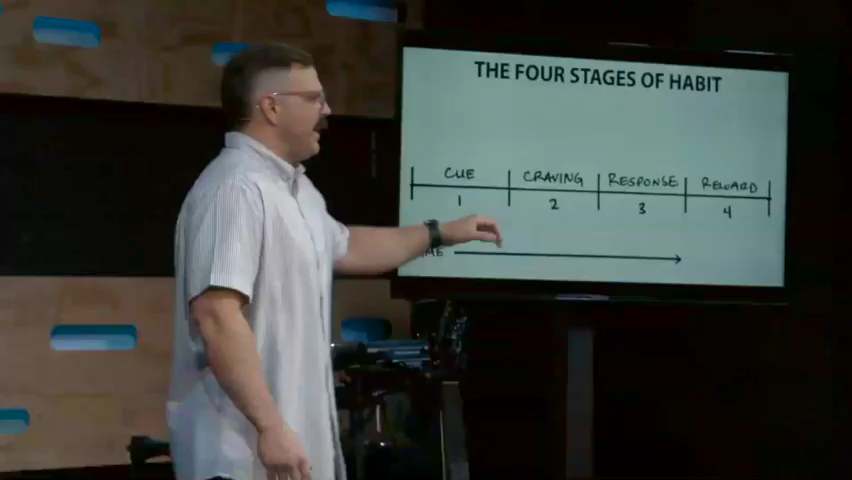 THE FOUR STAGES OF HABIT
CUE CRAVING RESPONSE REWARD
1 2 3 4